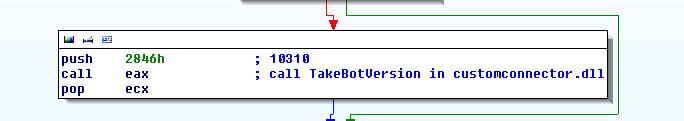 push 2846h ; 10310
call eax ; call TakeBotVersion in customconnector.dll
pop ecx